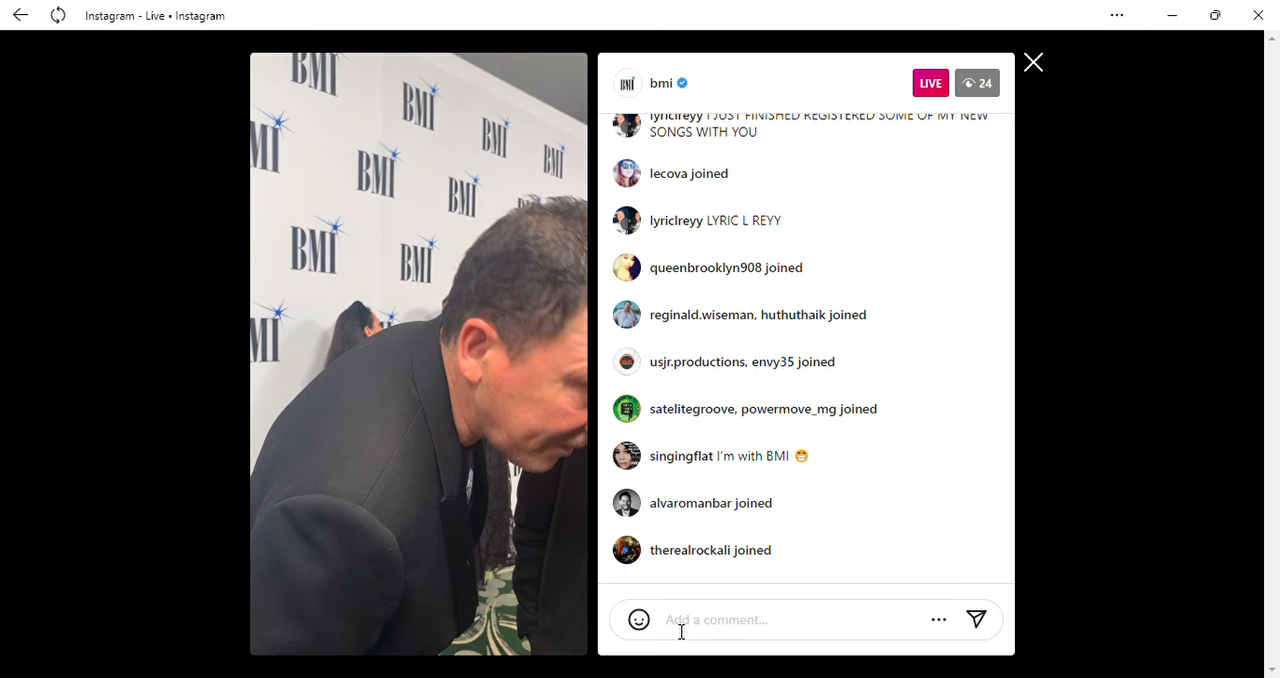 Instagram - Live • Instagram
BMI BMI BMI BMI BMI BMI BMI BMI
bmi
LIVE
24
lyriclreyy I JUST FINISHED REGISTERED SOME OF MY NEW
SONGS WITH YOU
lecova joined
lyriclreyy LYRIC L REYY
queenbrooklyn908 joined
reginald.wiseman, huthuthaik joined
usjr.productions, envy35 joined
satelitegroove, powermove_mg joined
singingflat I'm with BMI 😁
alvaromanbar joined
therealrockali joined
Add a comment...